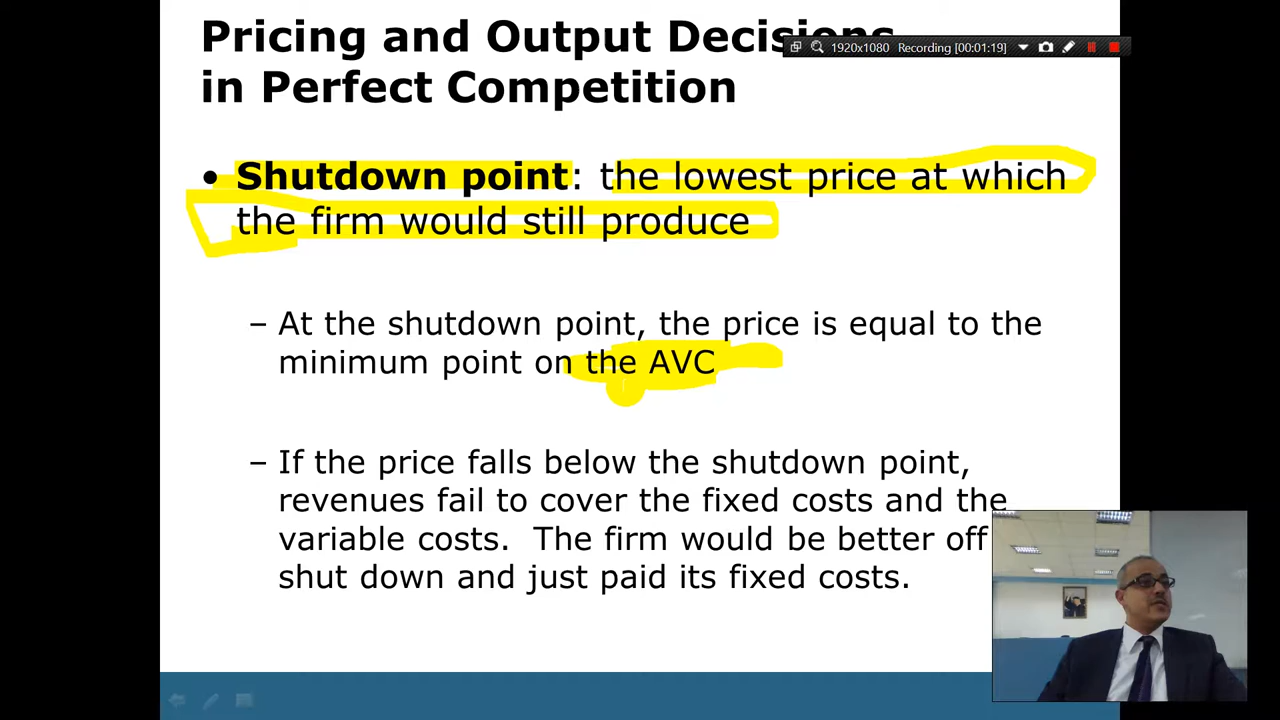 Pricing and Output Decisions
1920x1080 Recording [00:01:19]
in Perfect Competition
• Shutdown point: the lowest price at which
the firm would still produce
– At the shutdown point, the price is equal to the
minimum point on the AVC
– If the price falls below the shutdown point,
revenues fail to cover the fixed costs and the
variable costs. The firm would be better off
shut down and just paid its fixed costs.